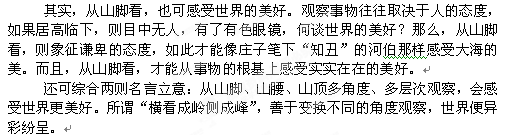 其实，从山脚看，也可感受世界的美好。观察事物往往取决于人的态度，
如果居高临下，则目中无人，有了有色眼镜，何谈世界的美好？那么，从山脚
看，则象征谦卑的态度，如此才能像庄子笔下“知丑”的河伯那样感受大海的
美。而且，从山脚看，才能从事物的根基上感受实实在在的美好。
还可综合两则名言立意：从山脚、山腰、山顶多角度、多层次观察，会感
受世界更美好。所谓“横看成岭侧成峰”，善于变换不同的角度观察，世界便异
彩纷呈。